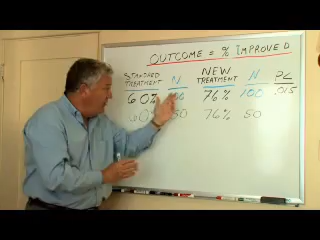 OUTCOME = % IMPROVED
STANDARD TREATMENT N NEW TREATMENT N P<
60% 100 76% 100 .015
60% 50 76% 50